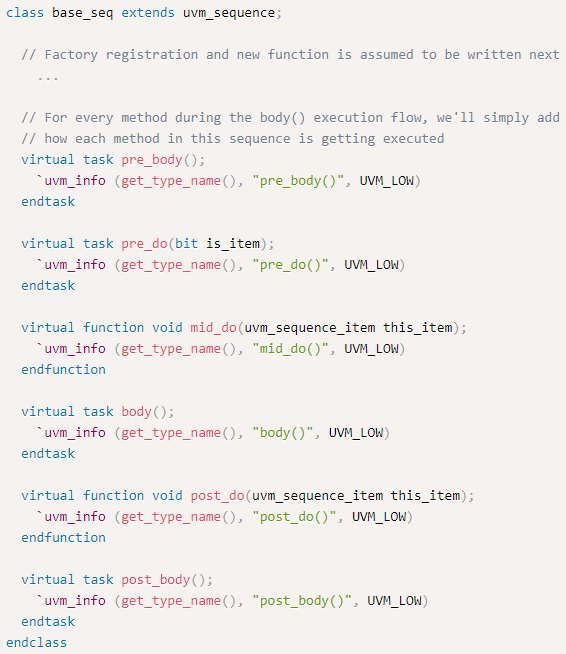 class base_seq extends uvm_sequence;

  // Factory registration and new function is assumed to be written next
    ...

  // For every method during the body() execution flow, we'll simply add
  // how each method in this sequence is getting executed
  virtual task pre_body();
    `uvm_info (get_type_name(), "pre_body()", UVM_LOW)
  endtask

  virtual task pre_do(bit is_item);
    `uvm_info (get_type_name(), "pre_do()", UVM_LOW)
  endtask

  virtual function void mid_do(uvm_sequence_item this_item);
    `uvm_info (get_type_name(), "mid_do()", UVM_LOW)
  endfunction

  virtual task body();
    `uvm_info (get_type_name(), "body()", UVM_LOW)
  endtask

  virtual function void post_do(uvm_sequence_item this_item);
    `uvm_info (get_type_name(), "post_do()", UVM_LOW)
  endfunction

  virtual task post_body();
    `uvm_info (get_type_name(), "post_body()", UVM_LOW)
  endtask
endclass